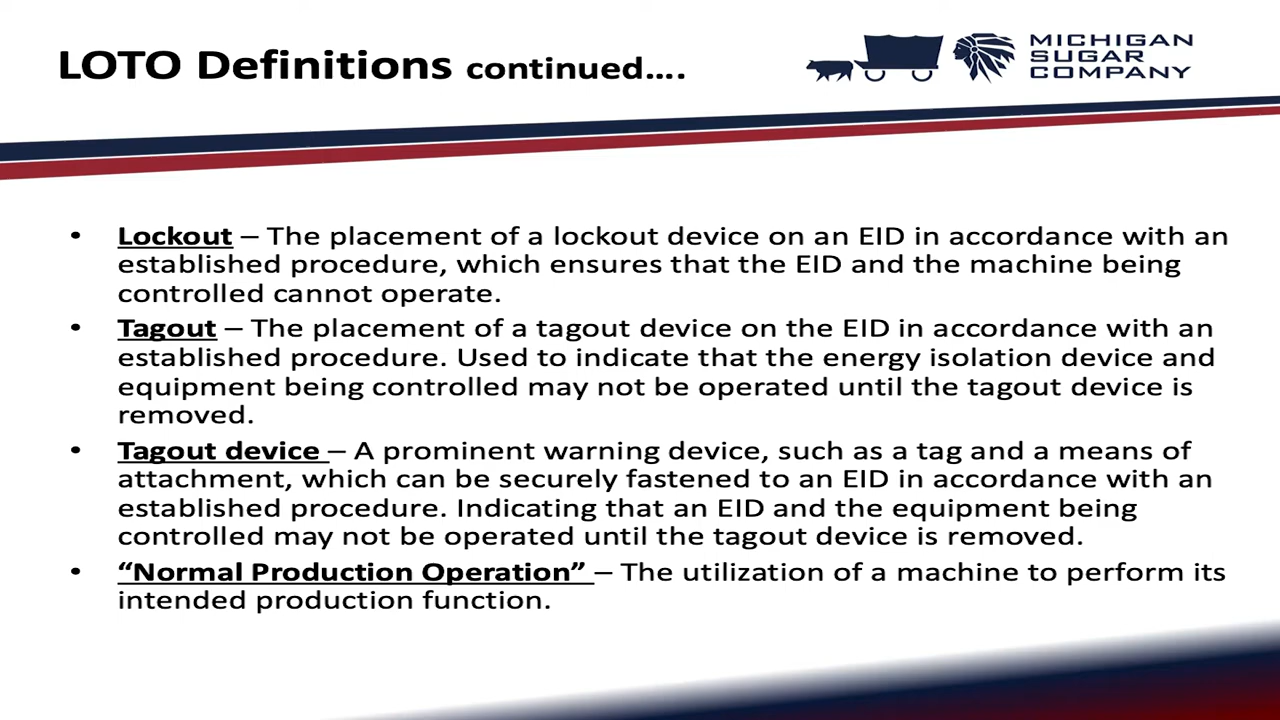 LOTO Definitions continued….
MICHIGAN
SUGAR
COMPANY
• Lockout – The placement of a lockout device on an EID in accordance with an
established procedure, which ensures that the EID and the machine being
controlled cannot operate.
• Tagout – The placement of a tagout device on the EID in accordance with an
established procedure. Used to indicate that the energy isolation device and
equipment being controlled may not be operated until the tagout device is
removed.
• Tagout device – A prominent warning device, such as a tag and a means of
attachment, which can be securely fastened to an EID in accordance with an
established procedure. Indicating that an EID and the equipment being
controlled may not be operated until the tagout device is removed.
• “Normal Production Operation” – The utilization of a machine to perform its
intended production function.